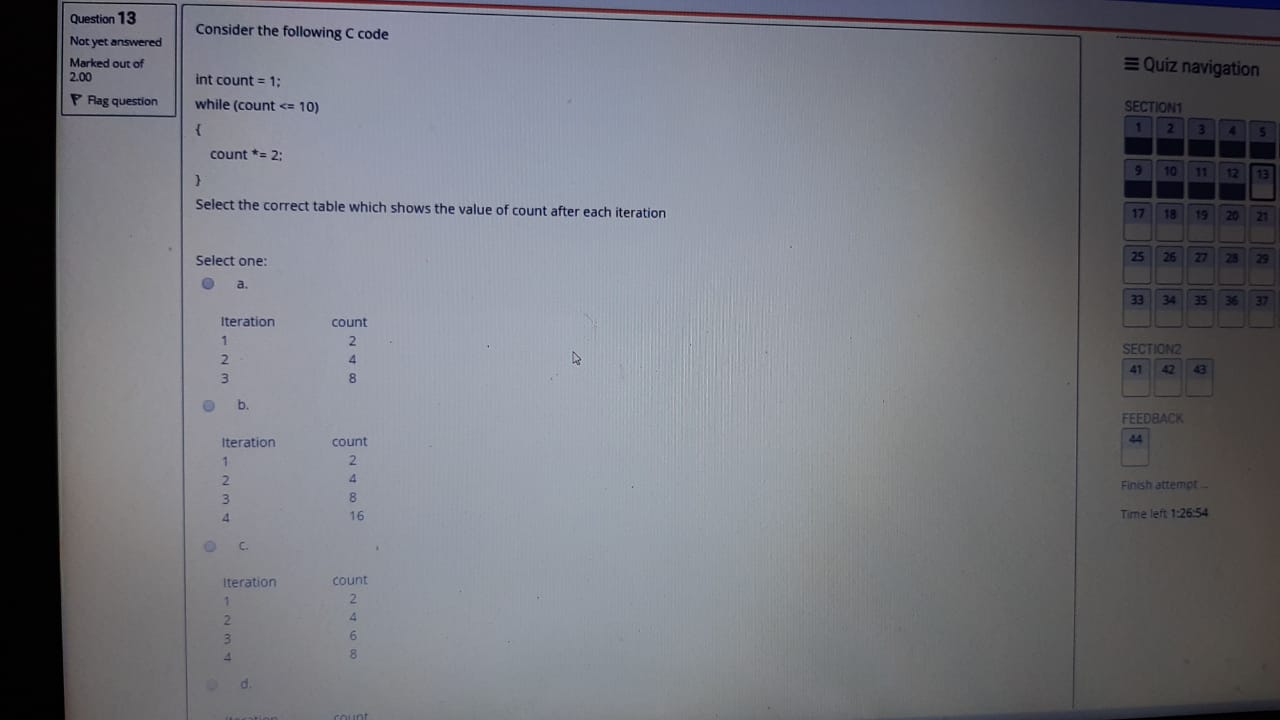 Question 13
Not yet answered
Marked out of
2.00
Flag question
Consider the following C code
int count = 1;
while (count <= 10)
{
count *= 2;
}
Select the correct table which shows the value of count after each iteration
Select one:
a.
Iteration count
1 2
2 4
3 8
b.
Iteration count
1 2
2 4
3 8
4 16
c.
Iteration count
1 2
2 4
3 6
4 8
d.
Iteration count
Quiz navigation
SECTION1
1 2 3 4 5
9 10 11 12 13
17 18 19 20 21
25 26 27 28 29
33 34 35 36 37
SECTION2
41 42 43
FEEDBACK
44
Finish attempt ...
Time left 1:26:54